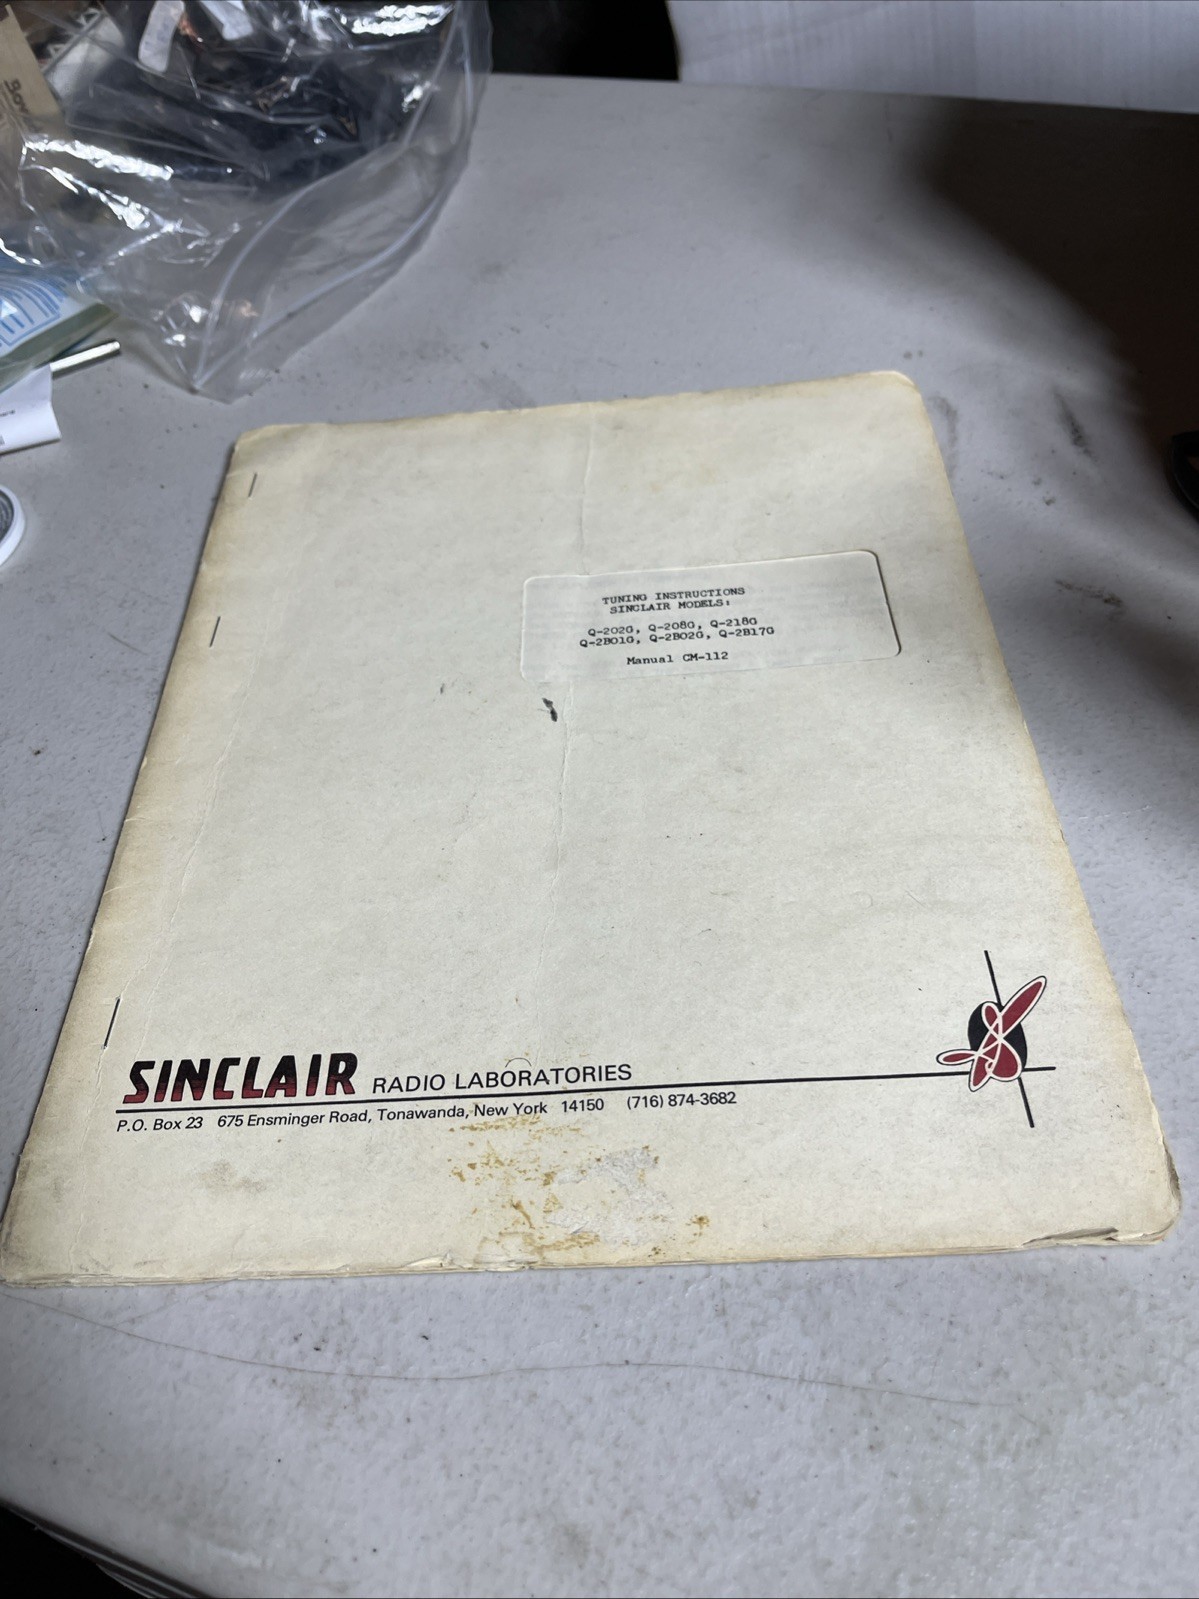 TUNING INSTRUCTIONS
SINCLAIR MODELS:
Q-202G, Q-208G, Q-218G
Q-2B01G, Q-2B02G, Q-2B17G
Manual CM-112
SINCLAIR RADIO LABORATORIES
P.O. Box 23 675 Ensminger Road, Tonawanda, New York 14150 (716) 874-3682